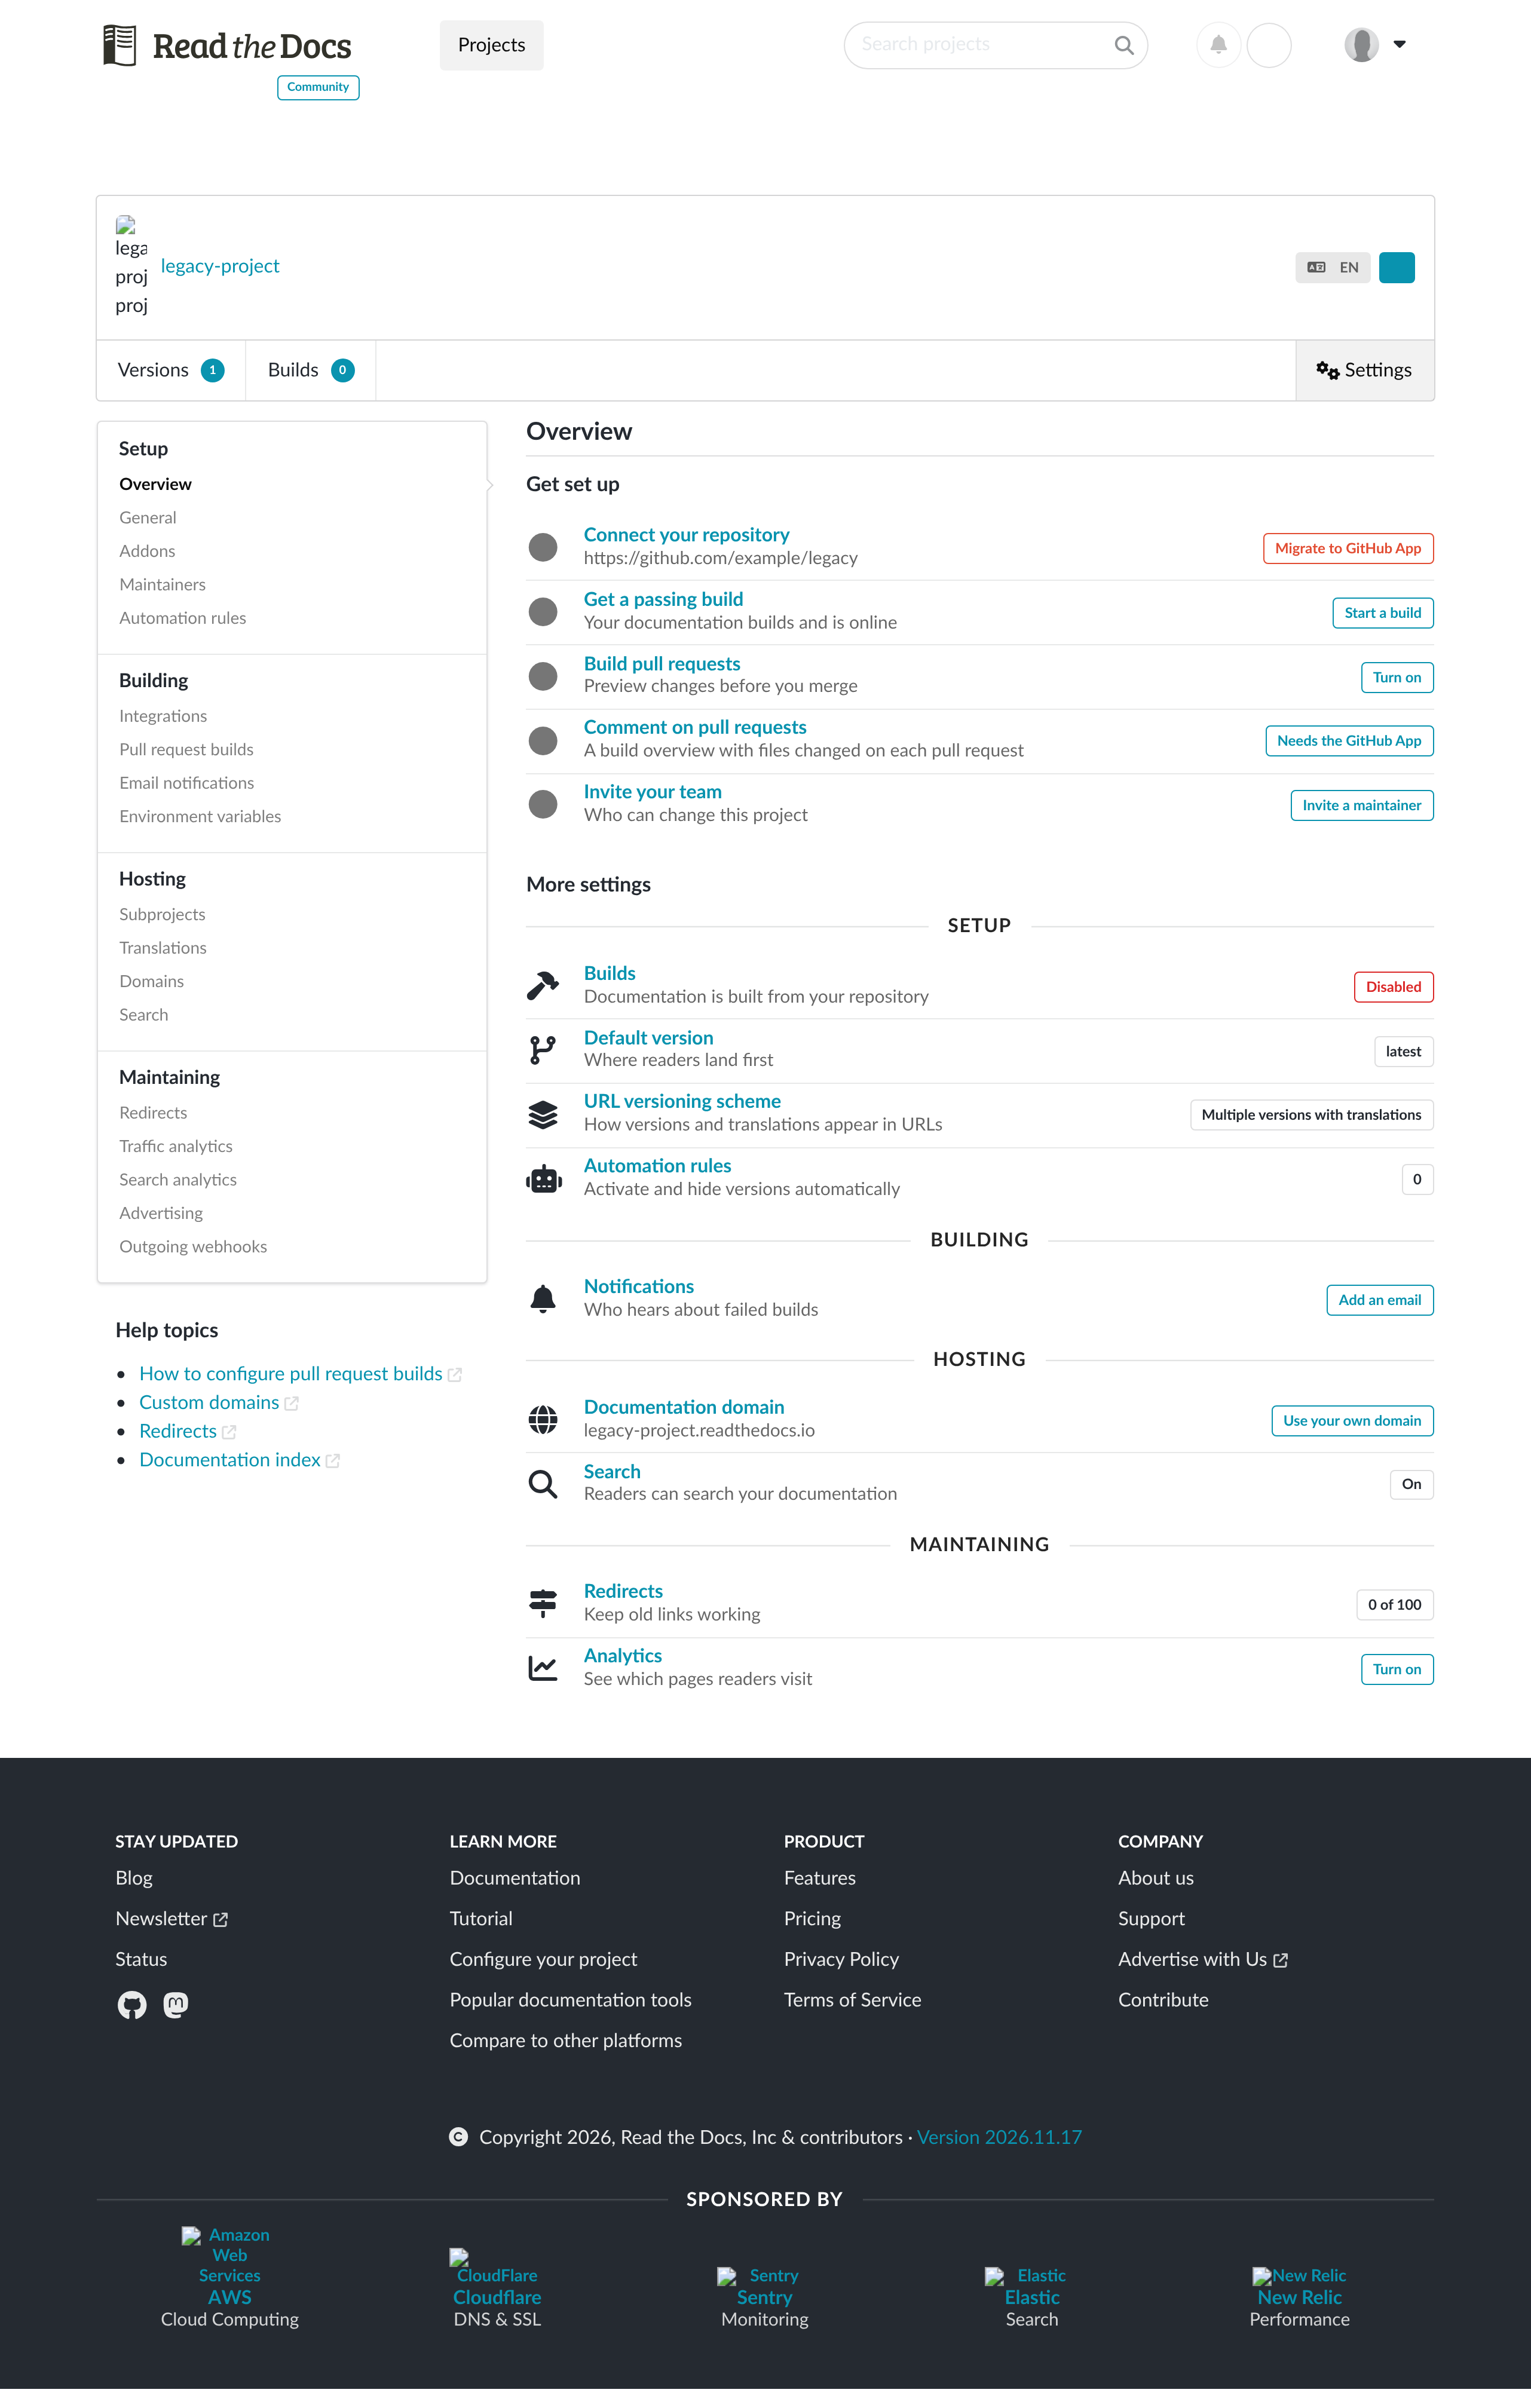 Read the Docs
Community
Projects
Search projects
lega
proj
proj
legacy-project
EN
Versions 1
Builds 0
Settings
Setup
Overview
General
Addons
Maintainers
Automation rules
Building
Integrations
Pull request builds
Email notifications
Environment variables
Hosting
Subprojects
Translations
Domains
Search
Maintaining
Redirects
Traffic analytics
Search analytics
Advertising
Outgoing webhooks
Help topics
How to configure pull request builds
Custom domains
Redirects
Documentation index
Overview
Get set up
Connect your repository
https://github.com/example/legacy
Migrate to GitHub App
Get a passing build
Your documentation builds and is online
Start a build
Build pull requests
Preview changes before you merge
Turn on
Comment on pull requests
A build overview with files changed on each pull request
Needs the GitHub App
Invite your team
Who can change this project
Invite a maintainer
More settings
SETUP
Builds
Documentation is built from your repository
Disabled
Default version
Where readers land first
latest
URL versioning scheme
How versions and translations appear in URLs
Multiple versions with translations
Automation rules
Activate and hide versions automatically
0
BUILDING
Notifications
Who hears about failed builds
Add an email
HOSTING
Documentation domain
legacy-project.readthedocs.io
Use your own domain
Search
Readers can search your documentation
On
MAINTAINING
Redirects
Keep old links working
0 of 100
Analytics
See which pages readers visit
Turn on
STAY UPDATED
Blog
Newsletter
Status
LEARN MORE
Documentation
Tutorial
Configure your project
Popular documentation tools
Compare to other platforms
PRODUCT
Features
Pricing
Privacy Policy
Terms of Service
COMPANY
About us
Support
Advertise with Us
Contribute
© Copyright 2026, Read the Docs, Inc & contributors · Version 2026.11.17
SPONSORED BY
Amazon
Web
Services
AWS
Cloud Computing
CloudFlare
Cloudflare
DNS & SSL
Sentry
Sentry
Monitoring
Elastic
Elastic
Search
New Relic
New Relic
Performance